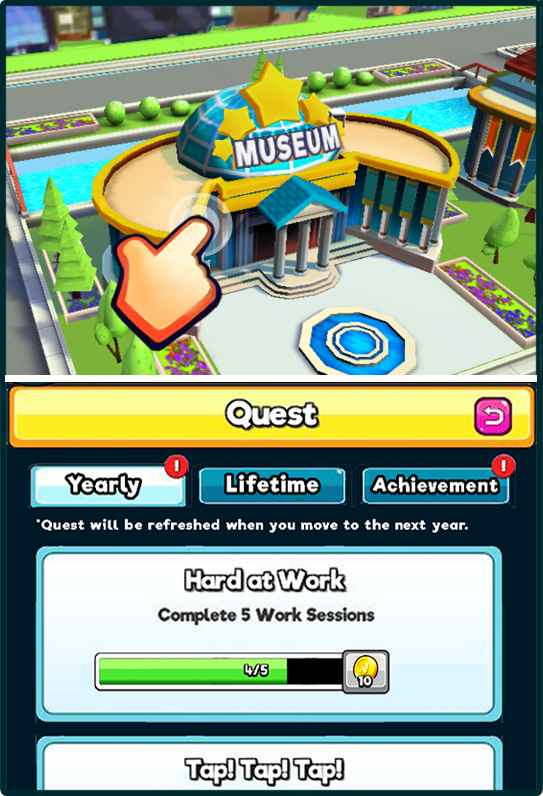 MUSEUM
Quest
Yearly
!
Lifetime
Achievement
!
*Quest will be refreshed when you move to the next year.
Hard at Work
Complete 5 Work Sessions
4/5
10
Tap! Tap! Tap!